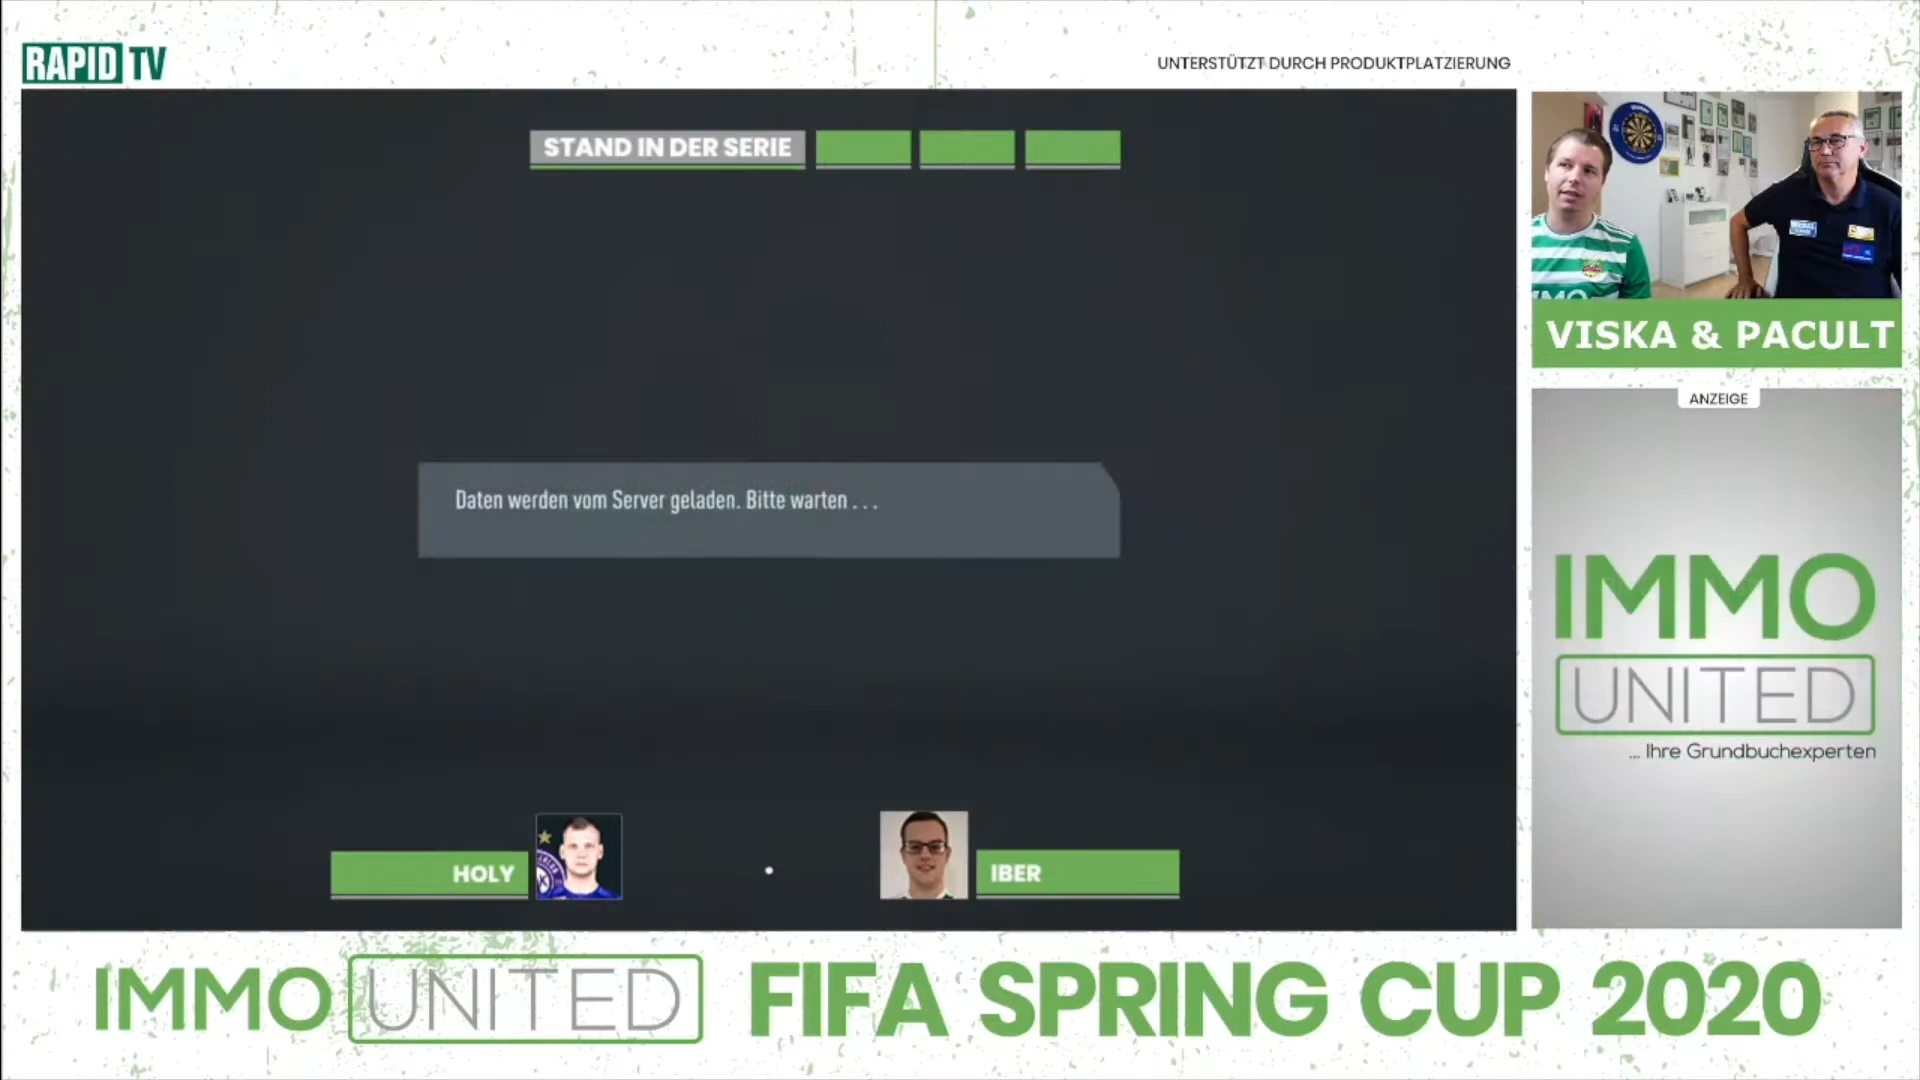 RAPID TV
UNTERSTÜTZT DURCH PRODUKTPLATZIERUNG
STAND IN DER SERIE
VISKA & PACULT
ANZEIGE
Daten werden vom Server geladen. Bitte warten . . .
IMMO
UNITED
... Ihre Grundbuchexperten
HOLY
IBER
IMMO UNITED FIFA SPRING CUP 2020